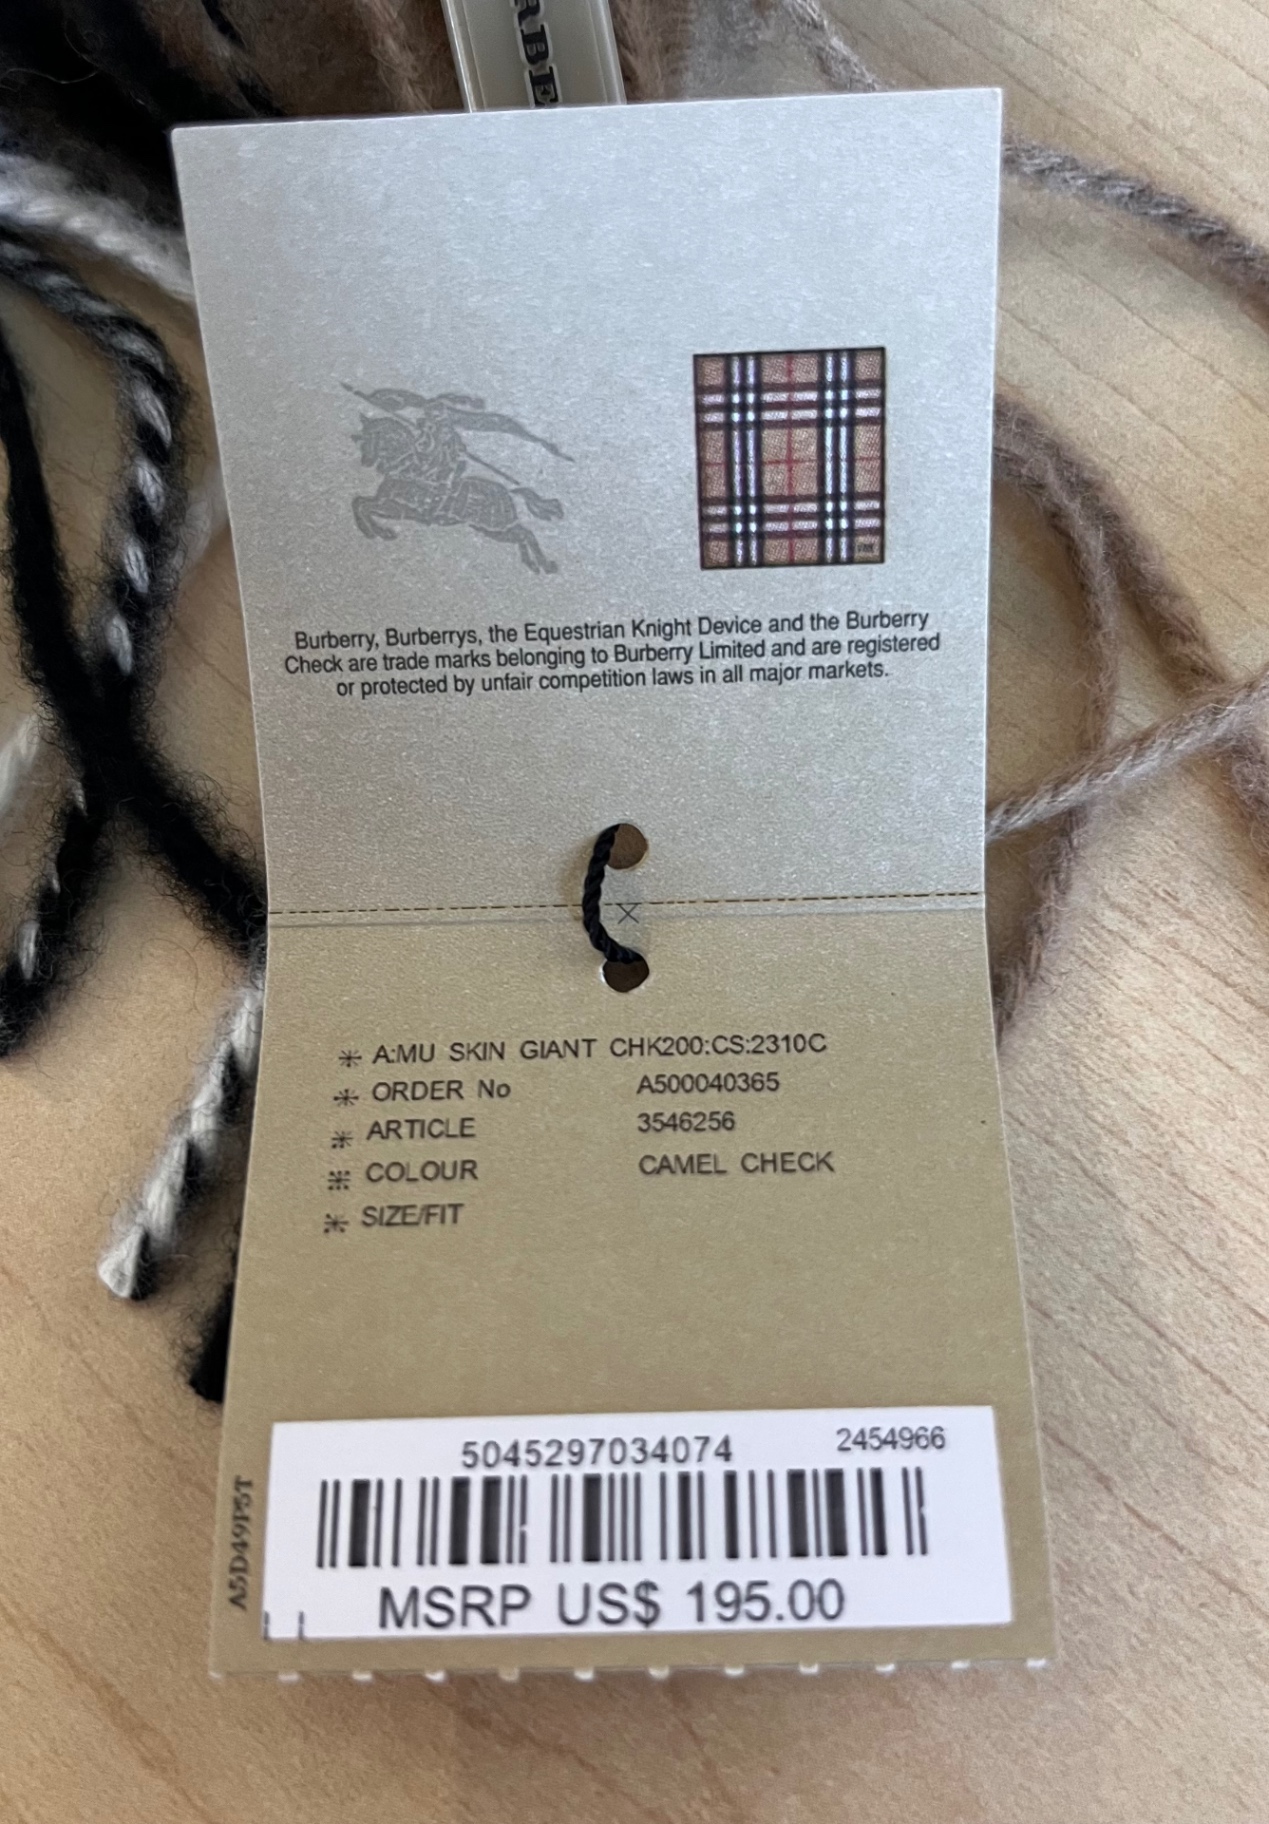 RBE
Burberry, Burberrys, the Equestrian Knight Device and the Burberry
Check are trade marks belonging to Burberry Limited and are registered
or protected by unfair competition laws in all major markets.
A:MU SKIN GIANT CHK200:CS:2310C
ORDER No A500040365
ARTICLE 3546256
COLOUR CAMEL CHECK
SIZE/FIT
5045297034074 2454966
MSRP US$ 195.00
A5D49P5T